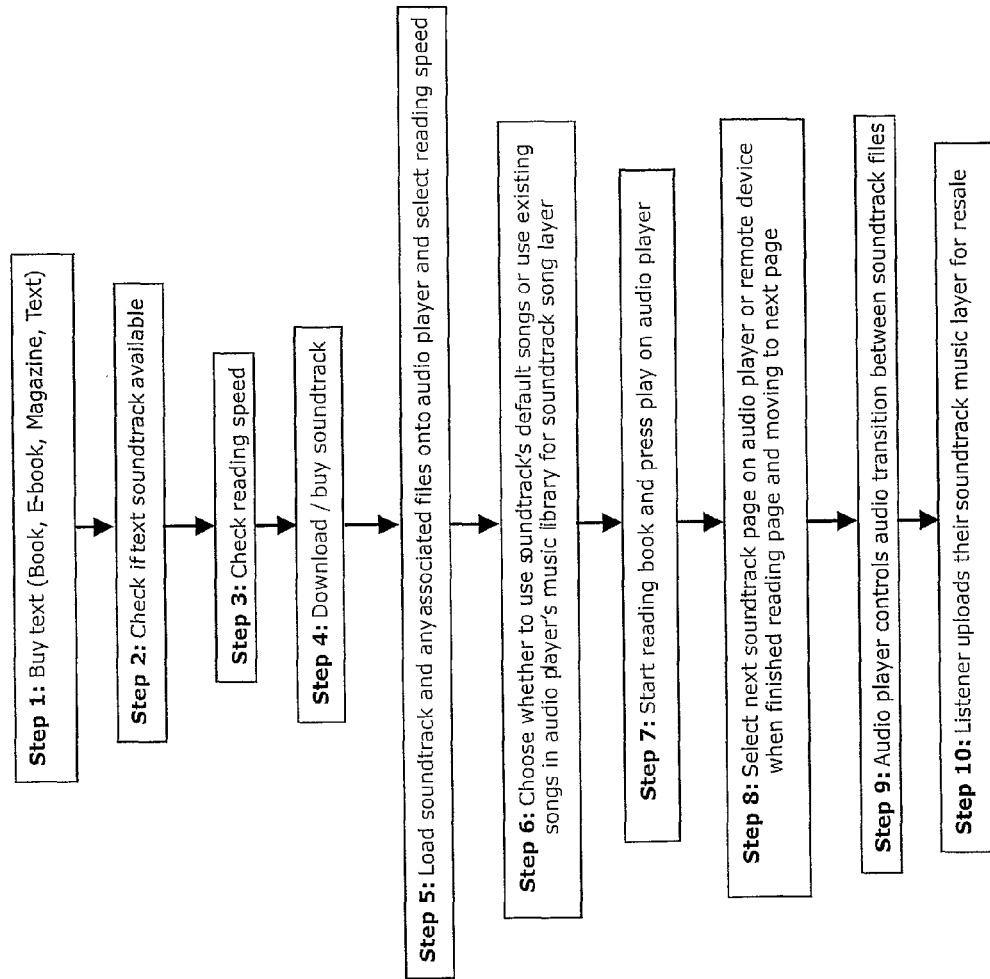 Step 1: Buy text (Book, E-book, Magazine, Text)
Step 2: Check if text soundtrack available
Step 3: Check reading speed
Step 4: Download / buy soundtrack
Step 5: Load soundtrack and any associated files onto audio player and select reading speed
Step 6: Choose whether to use soundtrack's default songs or use existing
songs in audio player's music library for soundtrack song layer
Step 7: Start reading book and press play on audio player
Step 8: Select next soundtrack page on audio player or remote device
when finished reading page and moving to next page
Step 9: Audio player controls audio transition between soundtrack files
Step 10: Listener uploads their soundtrack music layer for resale